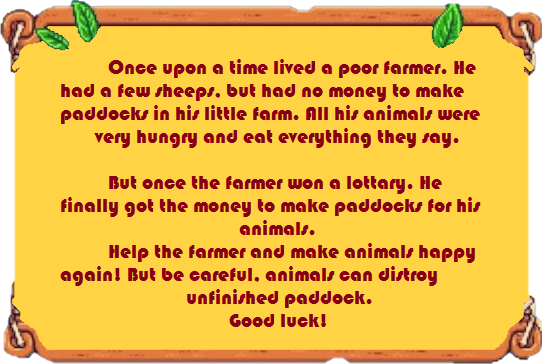 Once upon a time lived a poor farmer. He
had a few sheeps, but had no money to make
paddocks in his little farm. All his animals were
very hungry and eat everything they say.
But once the farmer won a lottary. He
finally got the money to make paddocks for his
animals.
Help the farmer and make animals happy
again! But be careful, animals can distroy
unfinished paddock.
Good luck!